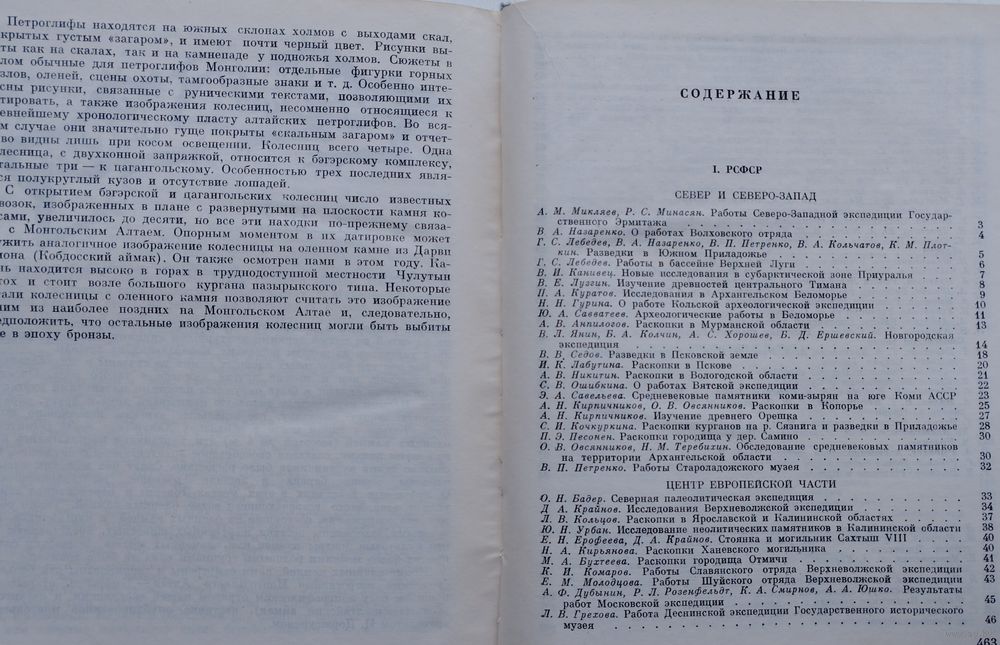 Петроглифы находятся на южных склонах холмов с выходами скал,
крытых густым «загаром», и имеют почти черный цвет. Рисунки вы-
ты как на скалах, так и на камнепаде у подножья холмов. Сюжеты в
лом обычные для петроглифов Монголии: отдельные фигурки горных
злов, оленей, сцены охоты, тамгообразные знаки и т. д. Особенно инте-
сны рисунки, связанные с руническими текстами, позволяющими их
тировать, а также изображения колесниц, несомненно относящиеся к
евнейшему хронологическому пласту алтайских петроглифов. Во вся-
м случае они значительно гуще покрыты «скальным загаром» и отчет-
во видны лишь при косом освещении. Колесниц всего четыре. Одна
лесница, с двухконной запряжкой, относится к бэгэрскому комплексу,
тальные три — к цагангольскому. Особенностью трех последних явля-
ся полукруглый кузов и отсутствие лошадей.
С открытием бэгэрской и цагангольских колесниц число известных
возок, изображенных в плане с развернутыми на плоскости камня ко-
сами, увеличилось до десяти, но все эти находки по-прежнему связа-
с Монгольским Алтаем. Опорным моментом в их датировке может
ужить аналогичное изображение колесницы на оленном камне из Дарви
иона (Кобдосский аймак). Он также осмотрен нами в этом году. Ка-
нь находится высоко в горах в труднодоступной местности Чулутын
тох и стоит возле большого кургана пазырыкского типа. Некоторые
тали колесницы с оленного камня позволяют считать это изображение
ним из наиболее поздних на Монгольском Алтае и, следовательно,
едположить, что остальные изображения колесниц могли быть выбиты
е в эпоху бронзы.
СОДЕРЖАНИЕ
I. РСФСР
СЕВЕР И СЕВЕРО-ЗАПАД
А. М. Микляев, Р. С. Минасян. Работы Северо-Западной экспедиции Государ-
ственного Эрмитажа . . . 3
В А. Назаренко. О работах Волховского отряда . . . 4
Г. С. Лебедев, В. А. Назаренко, В. П. Петренко, В. А. Кольчатов, К. М. Плот-
кин. Разведки в Южном Приладожье . . . 5
Г. С. Лебедев. Работы в бассейне Верхней Луги . . . 6
В. И. Канивец. Новые исследования в субарктической зоне Приуралья . . . 7
В. Е. Лузгин. Изучение древностей центрального Тимана . . . 8
П. А. Куратов. Исследования в Архангельском Беломорье . . . 9
Н. Н. Гурина. О работе Кольской археологической экспедиции . . . 10
Ю. А. Савватеев. Археологические работы в Беломорье . . . 11
А. В. Анпилогов. Раскопки в Мурманской области . . . 13
В. Л. Янин, Б. А. Колчин, А. С. Хорошев, Б. Д. Ершевский. Новгородская
экспедиция . . . 14
В. В. Седов. Разведки в Псковской земле . . . 18
И. К. Лабутина. Раскопки в Пскове . . . 20
А. В. Никитин. Раскопки в Вологодской области . . . 21
С. В. Ошибкина. О работах Вятской экспедиции . . . 22
Э. А. Савельева. Средневековые памятники коми-зырян на юге Коми АССР 23
А. Н. Кирпичников, О. В. Овсянников. Раскопки в Копорье . . . 25
А. Н. Кирпичников. Изучение древнего Орешка . . . 27
С. И. Кочкуркина. Раскопки курганов на р. Сязнига и разведки в Приладожье 28
П. Э. Песонен. Раскопки городища у дер. Самино . . . 30
О. В. Овсянников, Н. М. Теребихин. Обследование средневековых памятников
на территории Архангельской области . . . 30
В. П. Петренко. Работы Староладожского музея . . . 32
ЦЕНТР ЕВРОПЕЙСКОЙ ЧАСТИ
О. Н. Бадер. Северная палеолитическая экспедиция . . . 33
Д А. Крайнов. Исследования Верхневолжской экспедиции . . . 34
Л. В. Кольцов. Раскопки в Ярославской и Калининской областях . . . 37
Ю. Н. Урбан. Исследование неолитических памятников в Калининской области 38
Е. Н. Ерофеева, Д. А. Крайнов. Стоянка и могильник Сахтыш VIII . . . 40
Н. А. Кирьянова. Раскопки Ханевского могильника . . . 40
М. А. Бухтеева. Раскопки городища Отмичи . . . 41
К. И. Комаров. Работы Славянского отряда Верхневолжской экспедиции 42
Е. М. Молодцова. Работы Шуйского отряда Верхневолжской экспедиции 43
А. Ф. Дубынин, Р. Л. Розенфельдт, К. А. Смирнов, А. А. Юшко. Результаты
работ Московской экспедиции . . . 45
Л. В. Грехова. Работа Деснинской экспедиции Государственного исторического
музея . . . 46
463